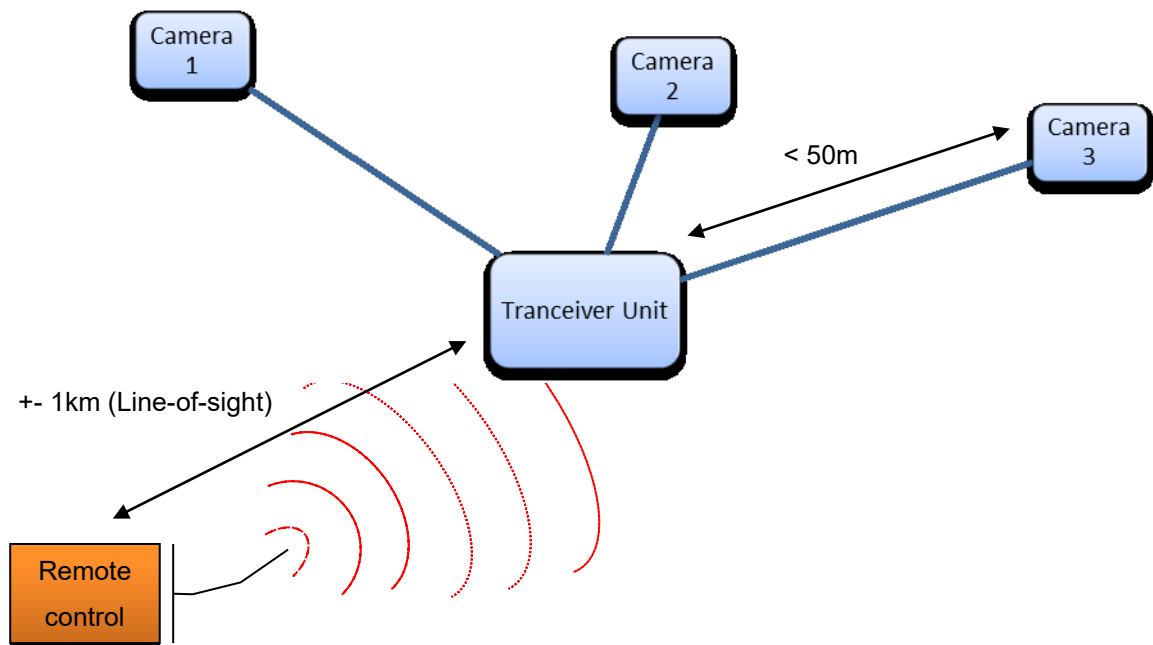 Camera
1
Camera
2
Camera
3
< 50m
Tranceiver Unit
+- 1km (Line-of-sight)
Remote
control